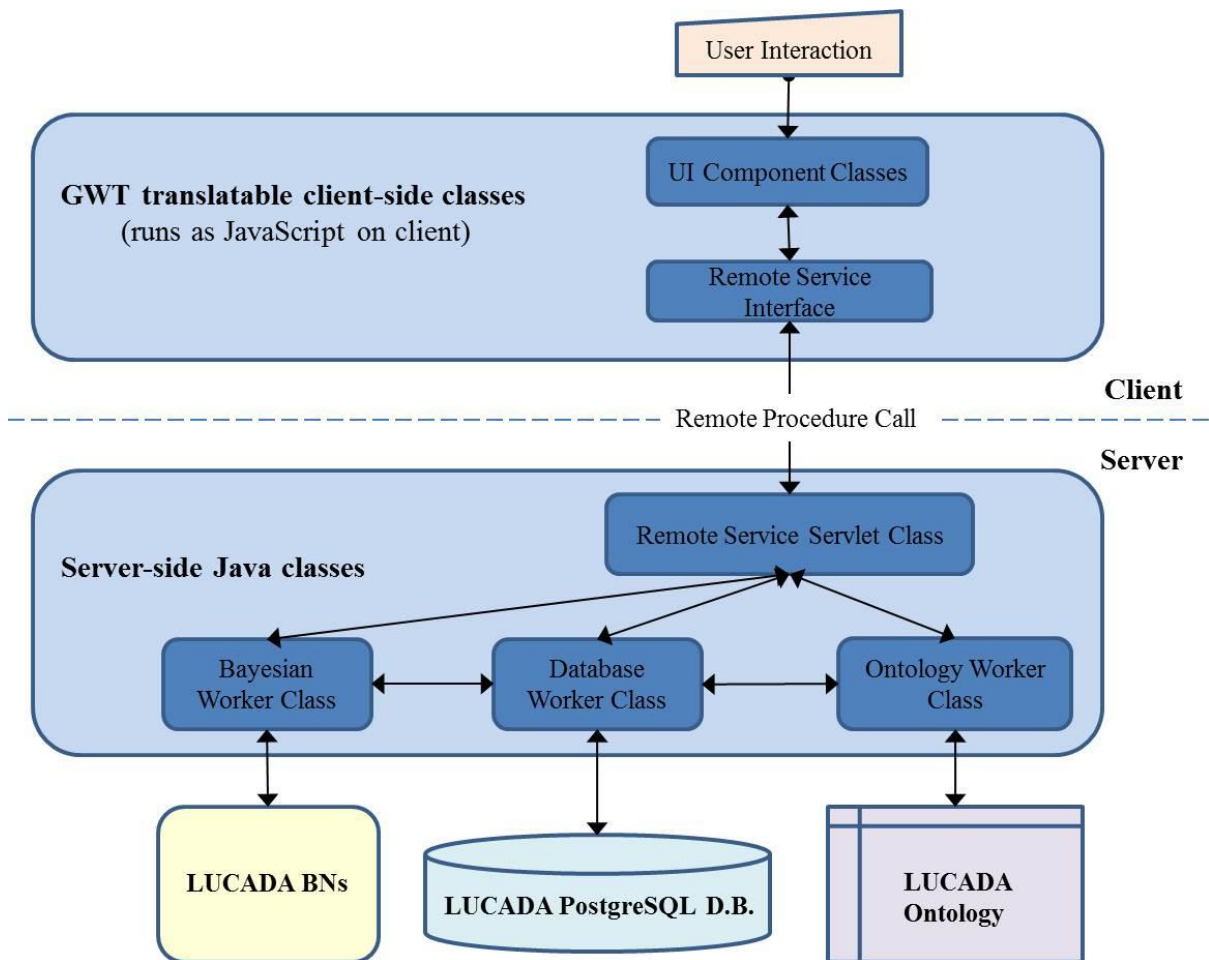 User Interaction
UI Component Classes
GWT translatable client-side classes
(runs as JavaScript on client)
Remote Service
Interface
Client
Remote Procedure Call
Server
Remote Service Servlet Class
Server-side Java classes
Bayesian
Worker Class
Database
Worker Class
Ontology Worker
Class
LUCADA BNs
LUCADA PostgreSQL D.B.
LUCADA
Ontology